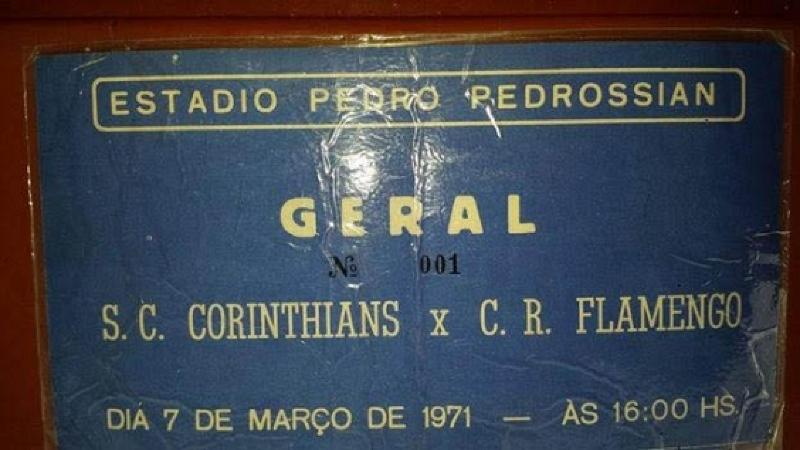 ESTADIO PEDRO PEDROSSIAN
GERAL
Nº 001
S. C. CORINTHIANS x C. R. FLAMENGO
DIA 7 DE MARÇO DE 1971 — ÀS 16:00 HS.